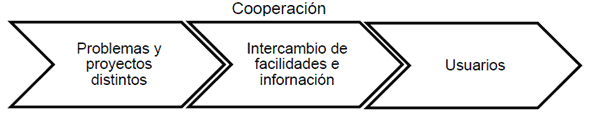 Cooperación
Problemas y
proyectos
distintos
Intercambio de
facilidades e
infornación
Usuarios